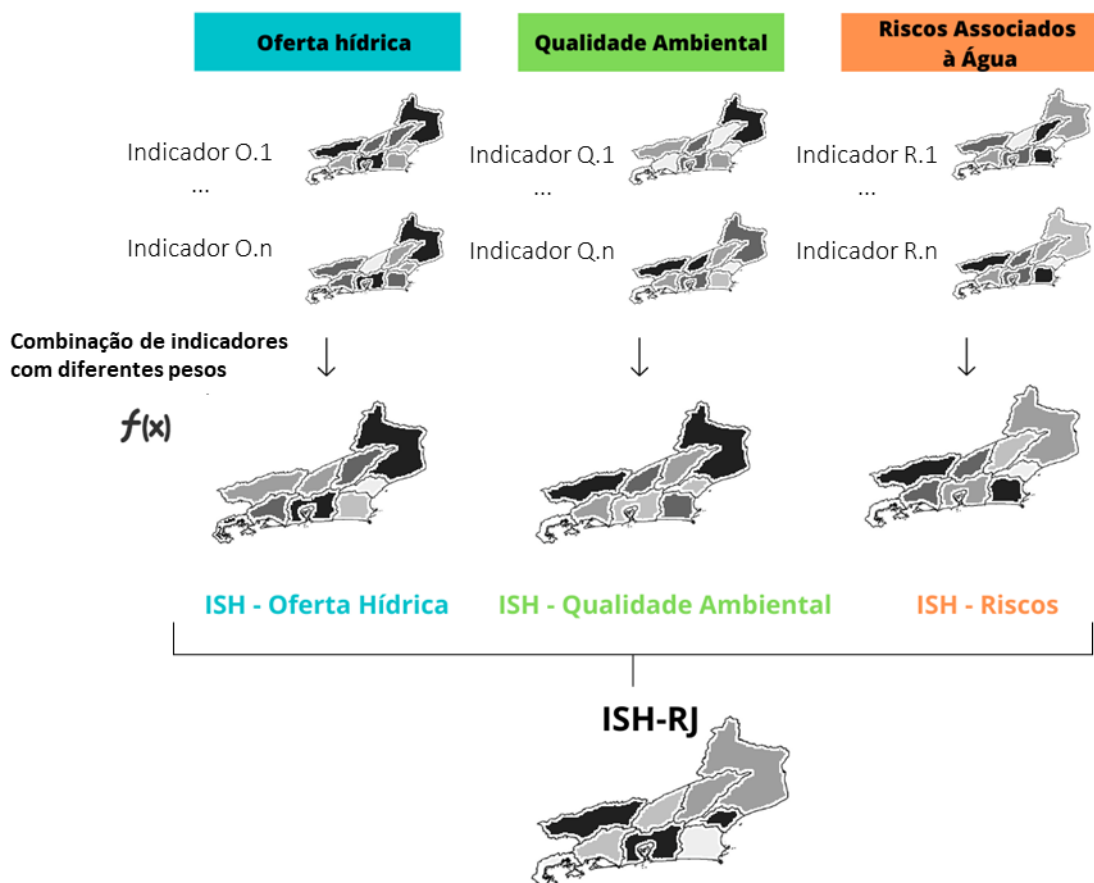 Oferta hídrica
Qualidade Ambiental
Riscos Associados
à Água
Indicador O.1
...
Indicador Q.1
...
Indicador R.1
...
Indicador O.n
Indicador Q.n
Indicador R.n
Combinação de indicadores
com diferentes pesos
f(x)
ISH - Oferta Hídrica
ISH - Qualidade Ambiental
ISH - Riscos
ISH-RJ